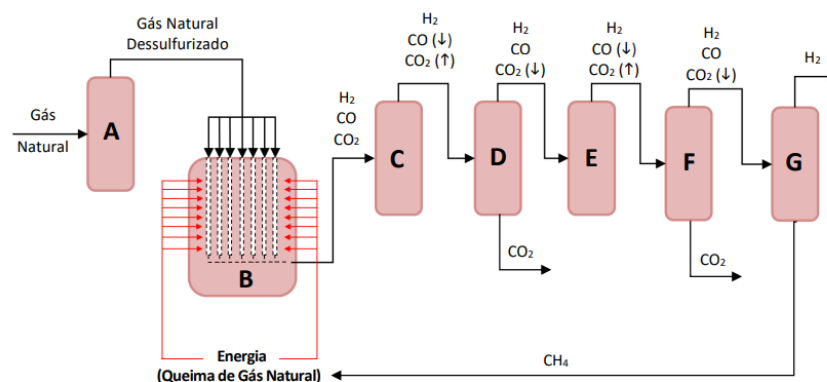 Gás Natural
Dessulfurizado
Gás
Natural
A
B
H₂
CO
CO₂
C
H₂
CO (↓)
CO₂ (↑)
D
CO₂
H₂
CO
CO₂ (↓)
E
H₂
CO (↓)
CO₂ (↑)
F
CO₂
H₂
CO
CO₂ (↓)
G
H₂
CH₄
Energia
(Queima de Gás Natural)